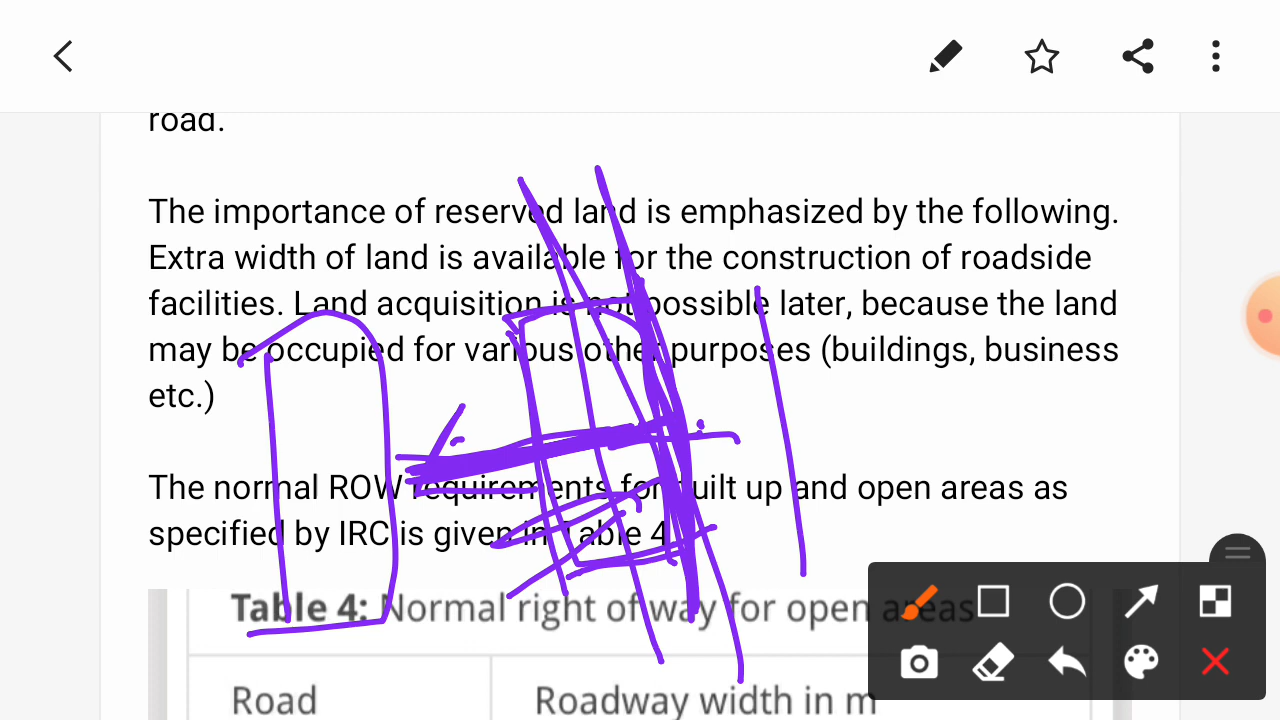 road.
The importance of reserved land is emphasized by the following.
Extra width of land is available for the construction of roadside
facilities. Land acquisition is not possible later, because the land
may be occupied for various other purposes (buildings, business
etc.)
The normal ROW requirements for built up and open areas as
specified by IRC is given in Table 4
Table 4: Normal right of way for open areas
Road
Roadway width in m